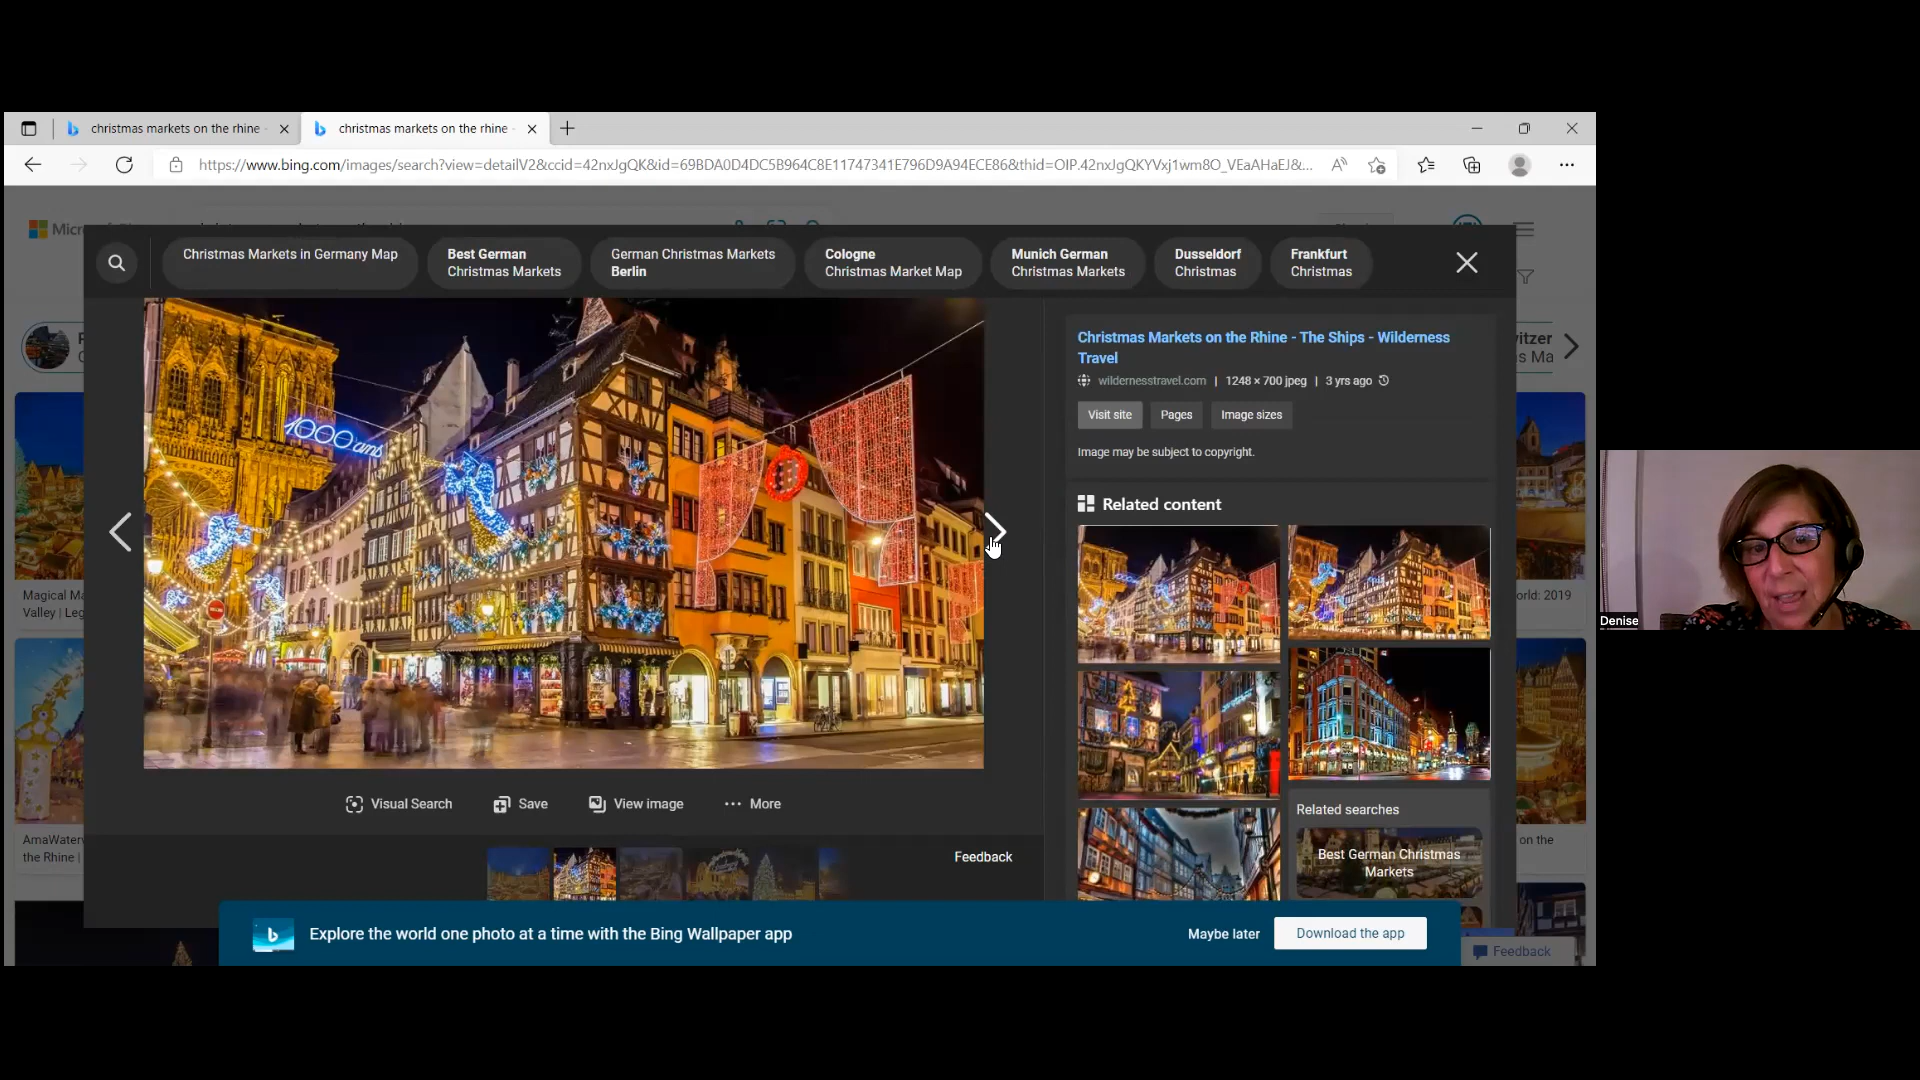 christmas markets on the rhine
christmas markets on the rhine
https://www.bing.com/images/search?view=detailV2&ccid=42nxJgQK&id=69BDA0D4DC5B964C8E11747341E796D9A94ECE86&thid=OIP.42nxJgQKYVxj1wm8O_VEaAHaEJ&...
Christmas Markets in Germany Map
Best German
Christmas Markets
German Christmas Markets
Berlin
Cologne
Christmas Market Map
Munich German
Christmas Markets
Dusseldorf
Christmas
Frankfurt
Christmas
1000 ans
Christmas Markets on the Rhine - The Ships - Wilderness
Travel
wildernesstravel.com | 1248 × 700 jpeg | 3 yrs ago
Visit site
Pages
Image sizes
Image may be subject to copyright.
Related content
Magical Ma
Valley | Leg
orld: 2019
Denise
Visual Search
Save
View image
More
Related searches
Best German Christmas
Markets
AmaWaterw
the Rhine |
on the
Feedback
Explore the world one photo at a time with the Bing Wallpaper app
Maybe later
Download the app
Feedback